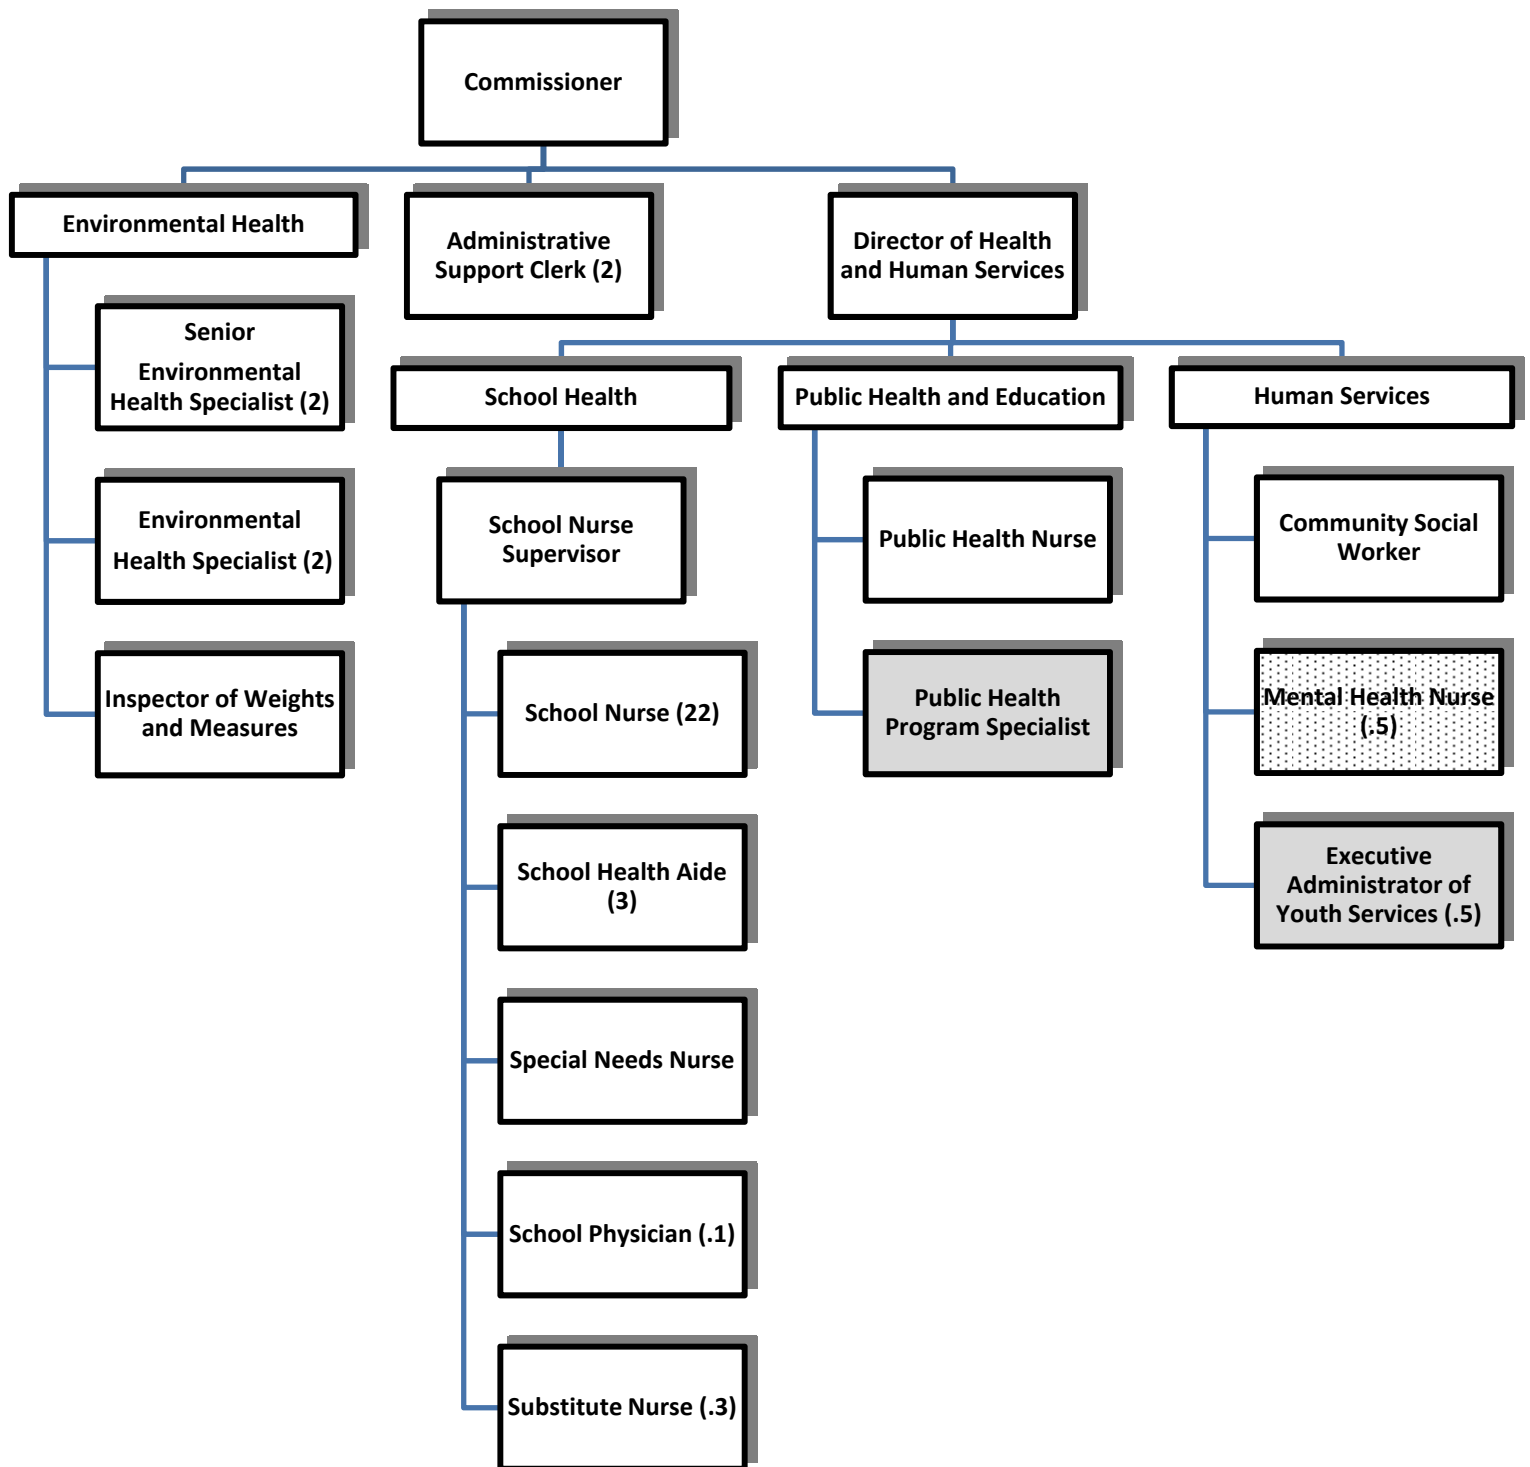 Commissioner
Environmental Health
Administrative
Support Clerk (2)
Director of Health
and Human Services
Senior
Environmental
Health Specialist (2)
Environmental
Health Specialist (2)
Inspector of Weights
and Measures
School Health
School Nurse
Supervisor
School Nurse (22)
School Health Aide
(3)
Special Needs Nurse
School Physician (.1)
Substitute Nurse (.3)
Public Health and Education
Public Health Nurse
Public Health
Program Specialist
Human Services
Community Social
Worker
Mental Health Nurse
(.5)
Executive
Administrator of
Youth Services (.5)